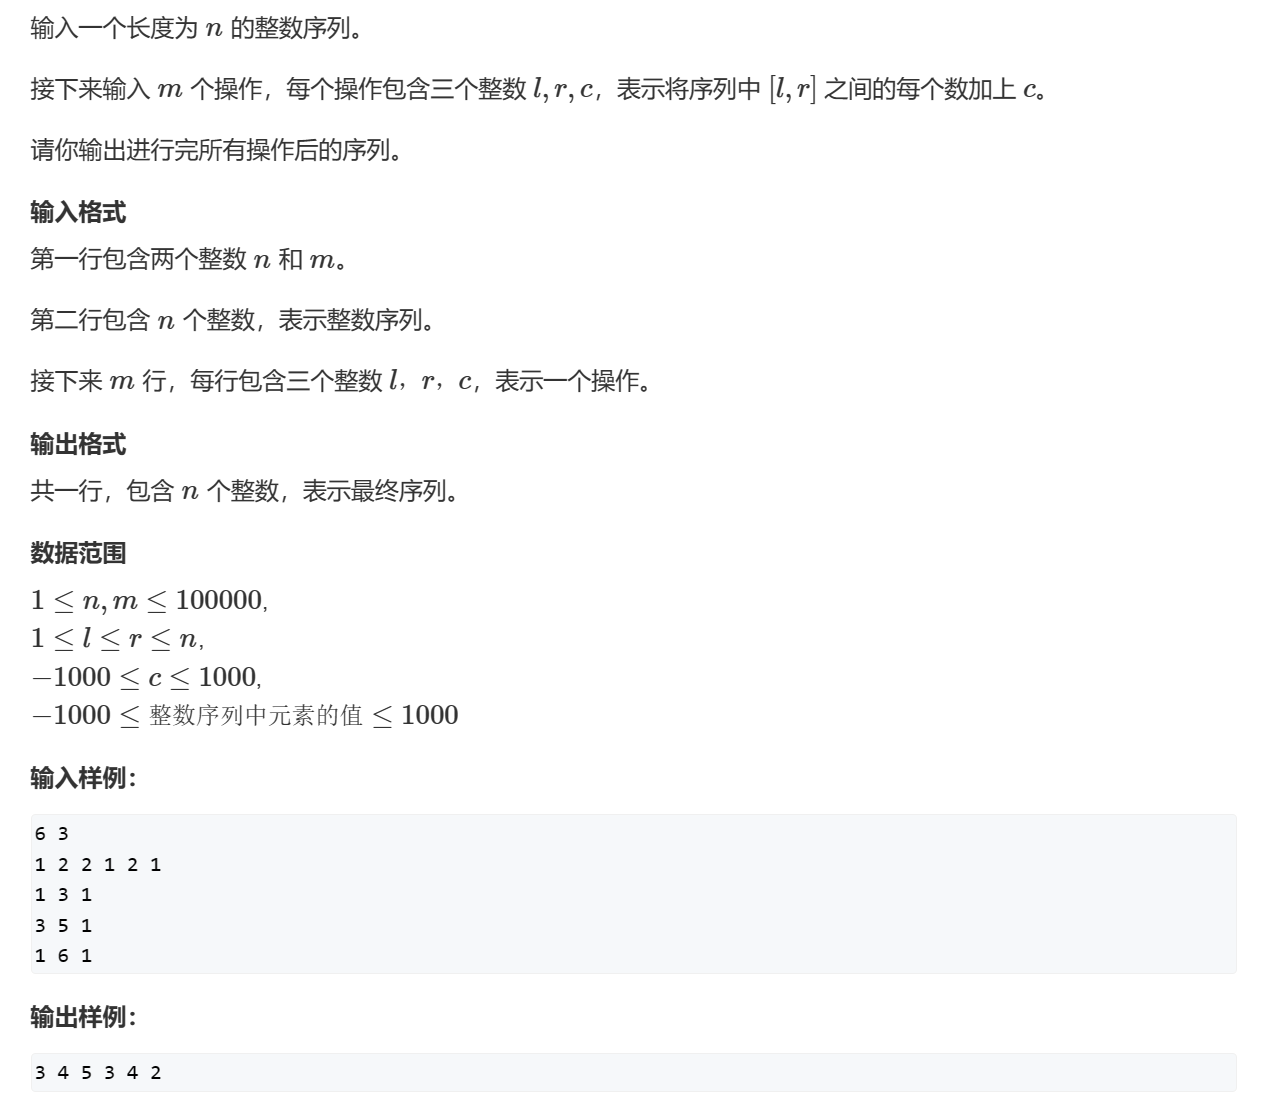 输入一个长度为 n 的整数序列。
接下来输入 m 个操作，每个操作包含三个整数 l, r, c，表示将序列中 [l, r] 之间的每个数加上 c。
请你输出进行完所有操作后的序列。
输入格式
第一行包含两个整数 n 和 m。
第二行包含 n 个整数，表示整数序列。
接下来 m 行，每行包含三个整数 l，r，c，表示一个操作。
输出格式
共一行，包含 n 个整数，表示最终序列。
数据范围
1 ≤ n, m ≤ 100000,
1 ≤ l ≤ r ≤ n,
−1000 ≤ c ≤ 1000,
−1000 ≤ 整数序列中元素的值 ≤ 1000
输入样例：
6 3
1 2 2 1 2 1
1 3 1
3 5 1
1 6 1
输出样例：
3 4 5 3 4 2